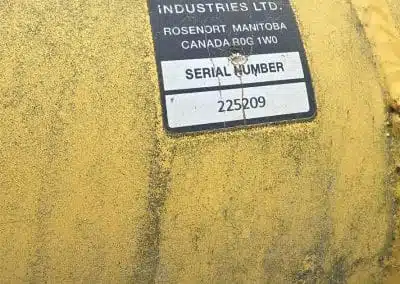 INDUSTRIES LTD.
ROSENORT MANITOBA
CANADA R0G 1W0
SERIAL NUMBER
225209